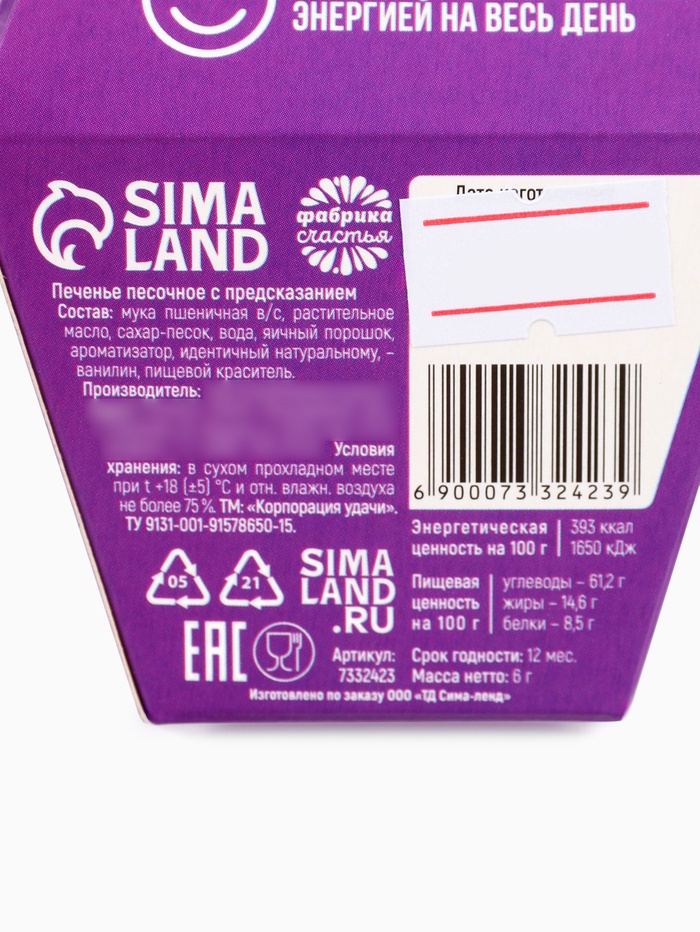 ЭНЕРГИЕЙ НА ВЕСЬ ДЕНЬ
SIMA
LAND
фабрика
счастья
Печенье песочное с предсказанием
Состав: мука пшеничная в/с, растительное
масло, сахар-песок, вода, яичный порошок,
ароматизатор, идентичный натуральному, –
ванилин, пищевой краситель.
Производитель:
Условия
хранения: в сухом прохладном месте
при t +18 (±5) °C и отн. влажн. воздуха
не более 75 %. ТМ: «Корпорация удачи».
ТУ 9131-001-91578650-15.
05
21
SIMA
LAND
.RU
EAC
Артикул:
7332423
Дата
6 900073 324239
Энергетическая
ценность на 100 г
393 ккал
1650 кДж
Пищевая
ценность
на 100 г
углеводы – 61,2 г
жиры – 14,6 г
белки – 8,5 г
Срок годности: 12 мес.
Масса нетто: 6 г
Изготовлено по заказу ООО «ТД Сима-ленд»